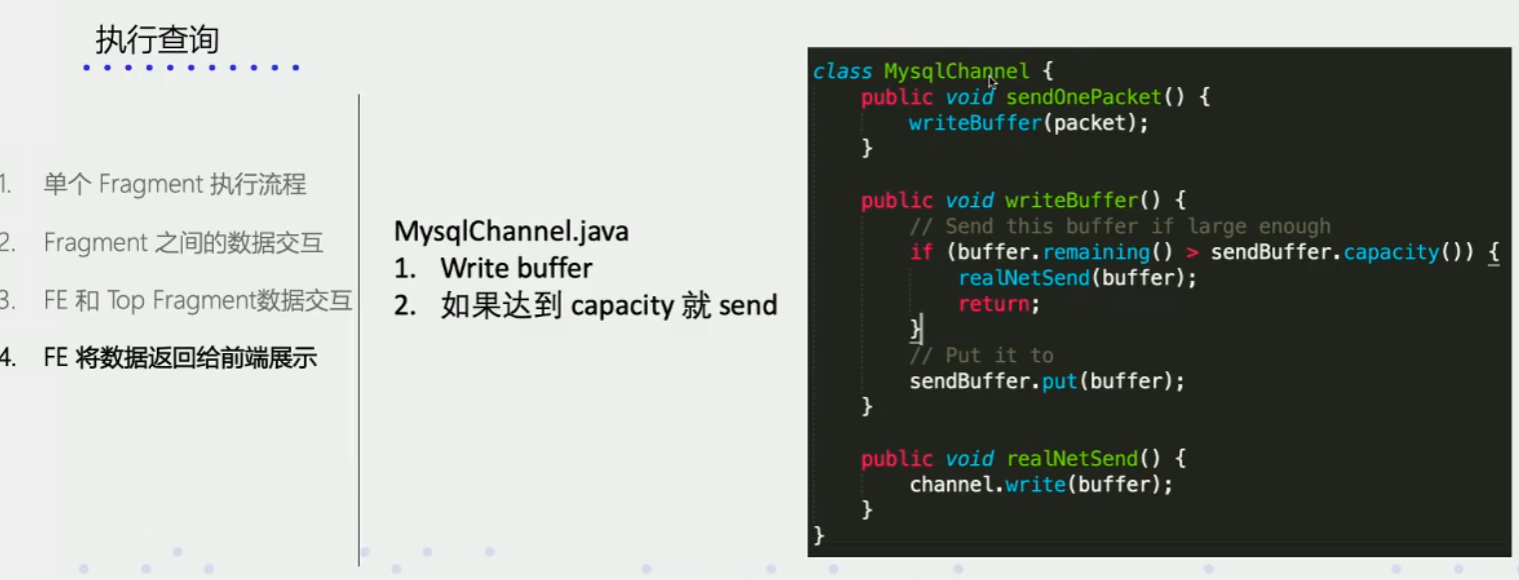 执行查询
1. 单个 Fragment 执行流程
2. Fragment 之间的数据交互
3. FE 和 Top Fragment数据交互
4. FE 将数据返回给前端展示
MysqlChannel.java
1. Write buffer
2. 如果达到 capacity 就 send
class MysqlChannel {
    public void sendOnePacket() {
        writeBuffer(packet);
    }

    public void writeBuffer() {
        // Send this buffer if large enough
        if (buffer.remaining() > sendBuffer.capacity()) {
            realNetSend(buffer);
            return;
        }
        // Put it to
        sendBuffer.put(buffer);
    }

    public void realNetSend() {
        channel.write(buffer);
    }
}